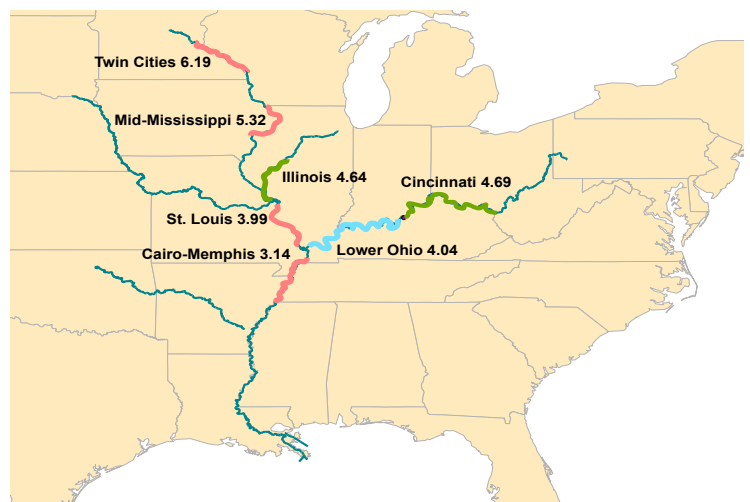 Twin Cities 6.19
Mid-Mississippi 5.32
Illinois 4.64
Cincinnati 4.69
St. Louis 3.99
Cairo-Memphis 3.14
Lower Ohio 4.04